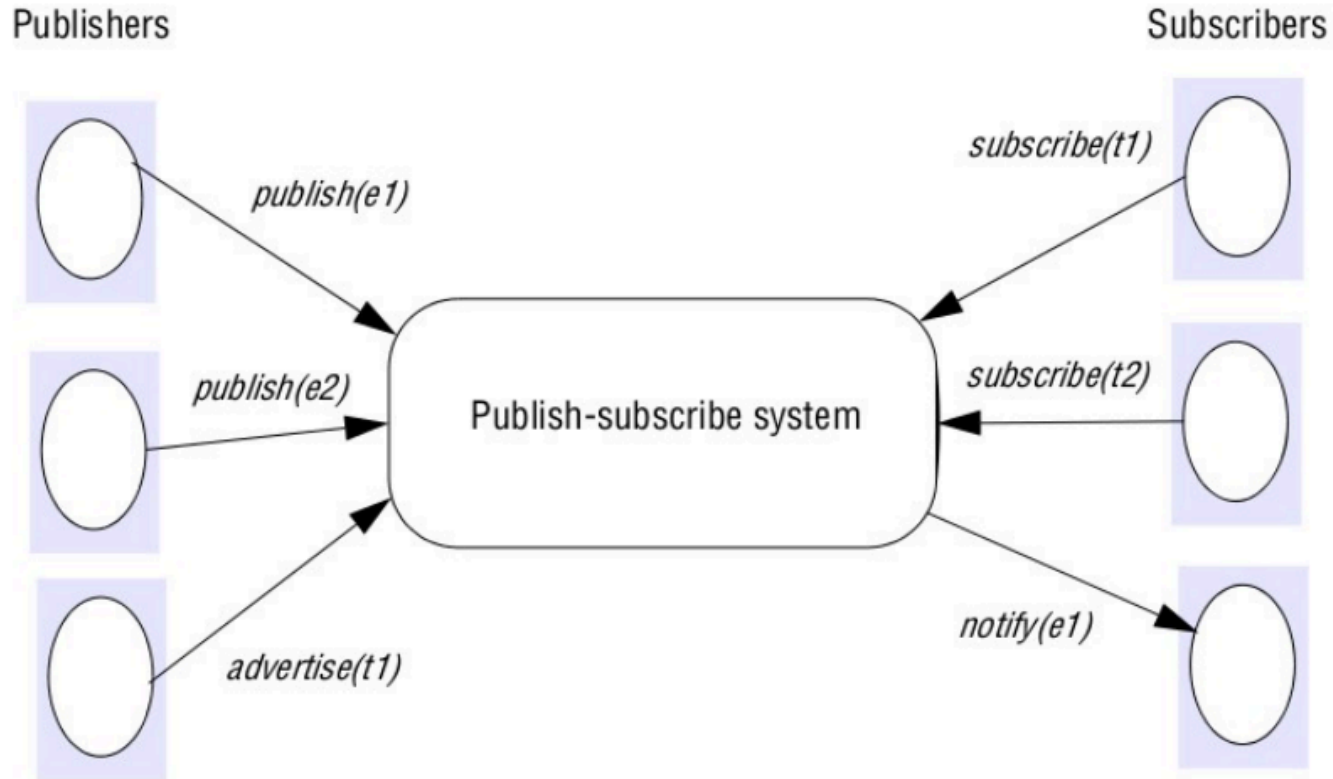 Publishers
Subscribers
subscribe(t1)
publish(e1)
publish(e2)
subscribe(t2)
Publish-subscribe system
notify(e1)
advertise(t1)